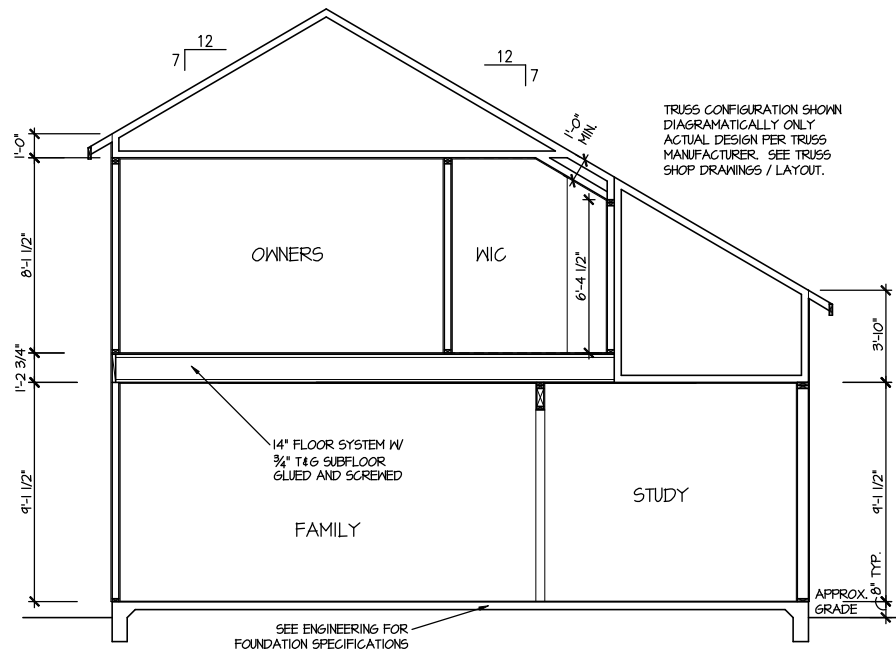 12
7
12
7
1'-0"
MIN.
TRUSS CONFIGURATION SHOWN
DIAGRAMATICALLY ONLY
ACTUAL DESIGN PER TRUSS
MANUFACTURER. SEE TRUSS
SHOP DRAWINGS / LAYOUT.
1'-0"
8'-1 1/2"
OWNERS
WIC
6'-4 1/2"
3'-10"
1'-2 3/4"
14" FLOOR SYSTEM W/
3/4" T&G SUBFLOOR
GLUED AND SCREWED
9'-1 1/2"
FAMILY
STUDY
9'-1 1/2"
8" TYP.
APPROX.
GRADE
SEE ENGINEERING FOR
FOUNDATION SPECIFICATIONS